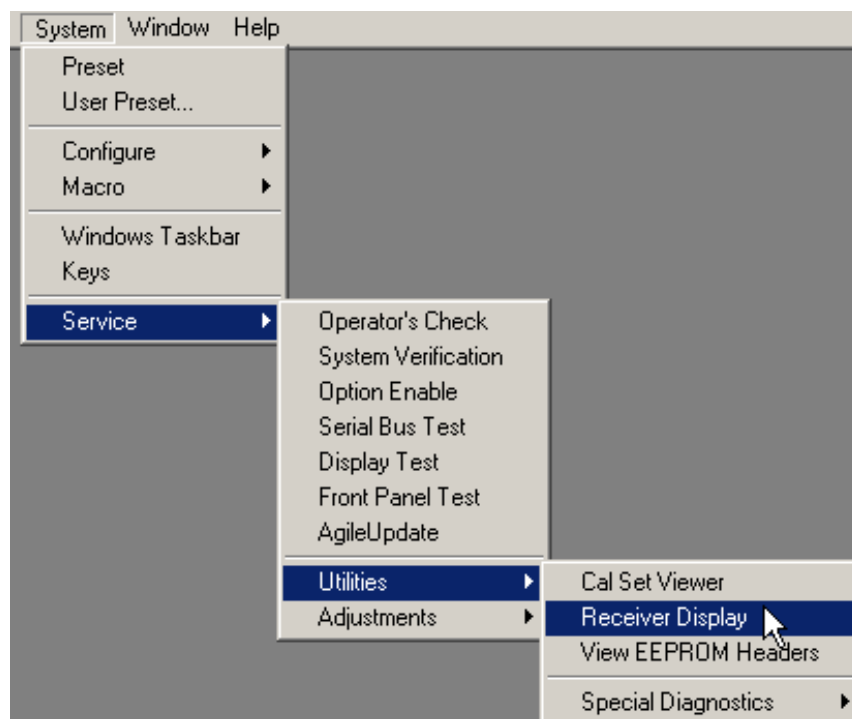 System Window Help
Preset
User Preset...
Configure
Macro
Windows Taskbar
Keys
Service
Operator's Check
System Verification
Option Enable
Serial Bus Test
Display Test
Front Panel Test
AgileUpdate
Utilities
Adjustments
Cal Set Viewer
Receiver Display
View EEPROM Headers
Special Diagnostics